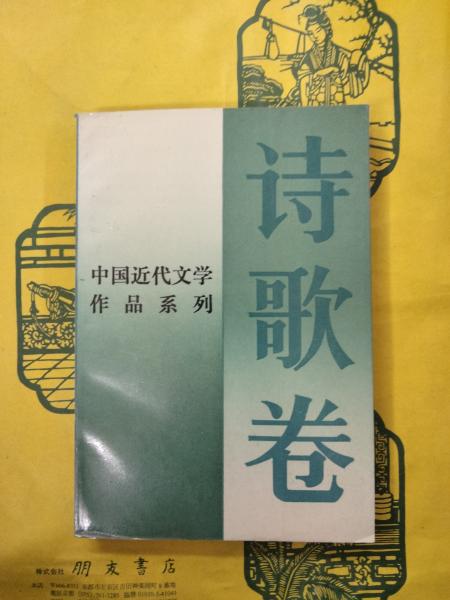 诗歌卷
中国近代文学
作品系列
株式会社 朋友書店